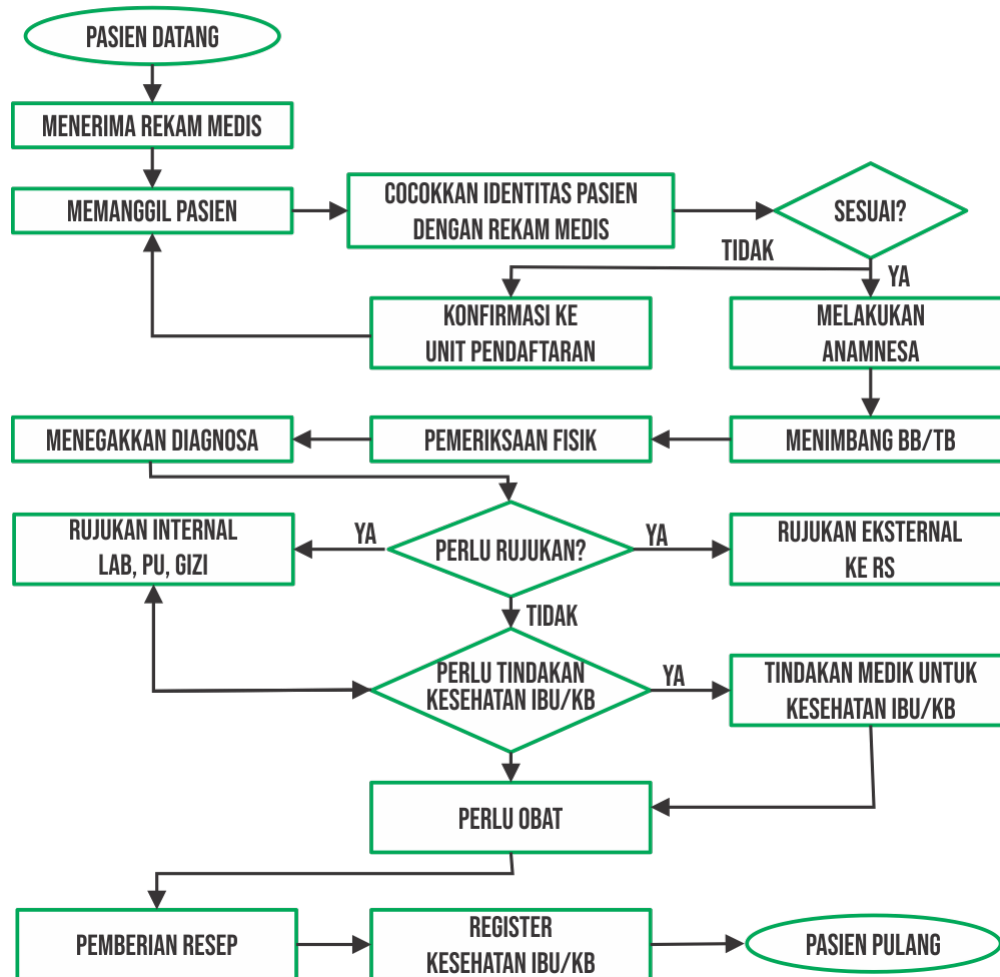 PASIEN DATANG
MENERIMA REKAM MEDIS
MEMANGGIL PASIEN
COCOKKAN IDENTITAS PASIEN
DENGAN REKAM MEDIS
SESUAI?
TIDAK
YA
KONFIRMASI KE
UNIT PENDAFTARAN
MELAKUKAN
ANAMNESA
MENEGAKKAN DIAGNOSA
PEMERIKSAAN FISIK
MENIMBANG BB/TB
RUJUKAN INTERNAL
LAB, PU, GIZI
YA
PERLU RUJUKAN?
YA
RUJUKAN EKSTERNAL
KE RS
TIDAK
PERLU TINDAKAN
KESEHATAN IBU/KB
YA
TINDAKAN MEDIK UNTUK
KESEHATAN IBU/KB
PERLU OBAT
PEMBERIAN RESEP
REGISTER
KESEHATAN IBU/KB
PASIEN PULANG